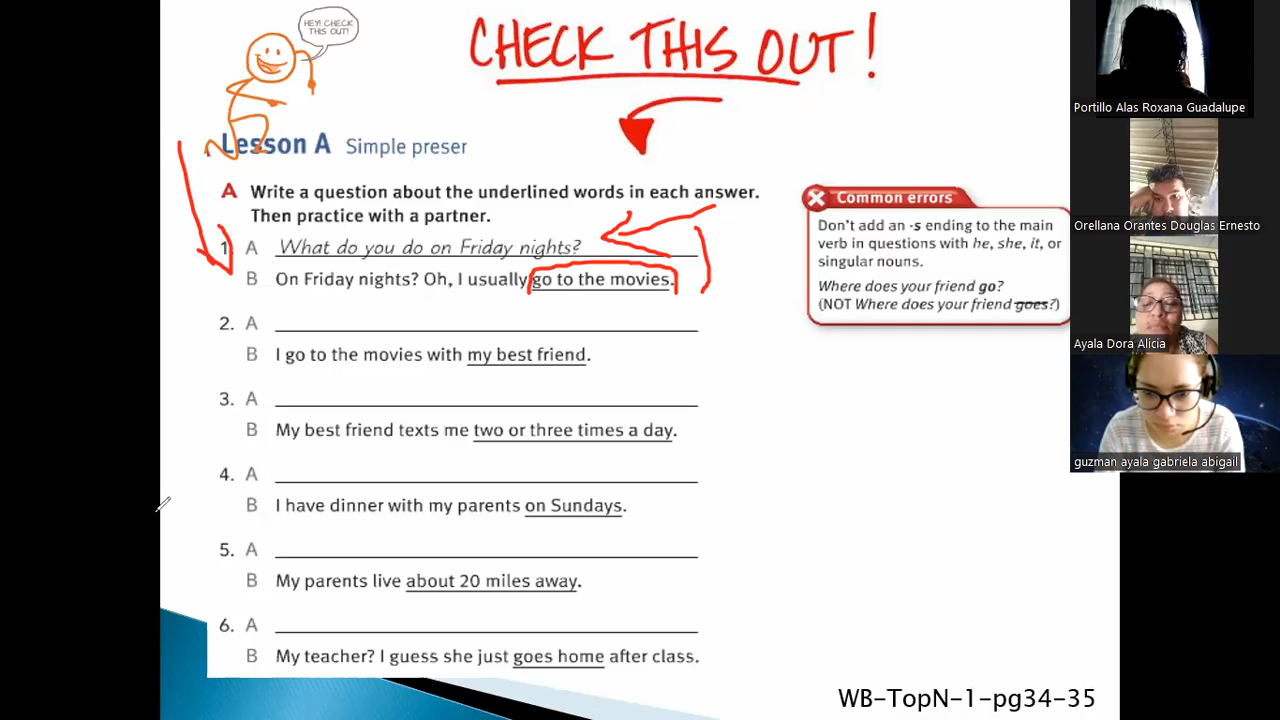 HEY! CHECK
THIS OUT!
CHECK THIS OUT!
Lesson A Simple preser
A Write a question about the underlined words in each answer.
Then practice with a partner.
1. A What do you do on Friday nights?
B On Friday nights? Oh, I usually go to the movies.
2. A
B I go to the movies with my best friend.
3. A
B My best friend texts me two or three times a day.
4. A
B I have dinner with my parents on Sundays.
5. A
B My parents live about 20 miles away.
6. A
B My teacher? I guess she just goes home after class.
Common errors
Don't add an -s ending to the main
verb in questions with he, she, it, or
singular nouns.
Where does your friend go?
(NOT Where does your friend goes?)
WB-TopN-1-pg34-35
Portillo Alas Roxana Guadalupe
Orellana Orantes Douglas Ernesto
Ayala Dora Alicia
guzman ayala gabriela abigail